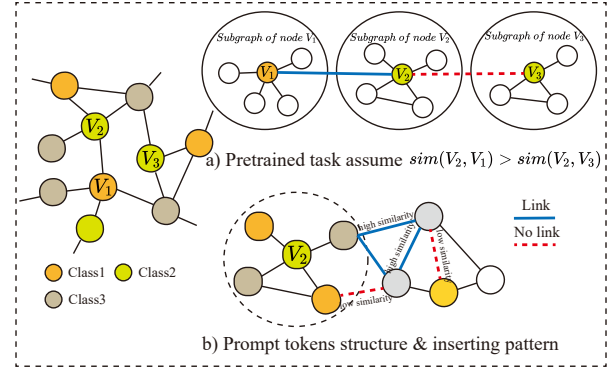 Subgraph of node V₁
Subgraph of node V₂
Subgraph of node V₃
V₁
V₂
V₃
a) Pretrained task assume sim(V₂, V₁) > sim(V₂, V₃)
V₂
V₃
V₁
Class1
Class2
Class3
V₂
high similarity
high similarity
low similarity
low similarity
Link
No link
b) Prompt tokens structure & inserting pattern